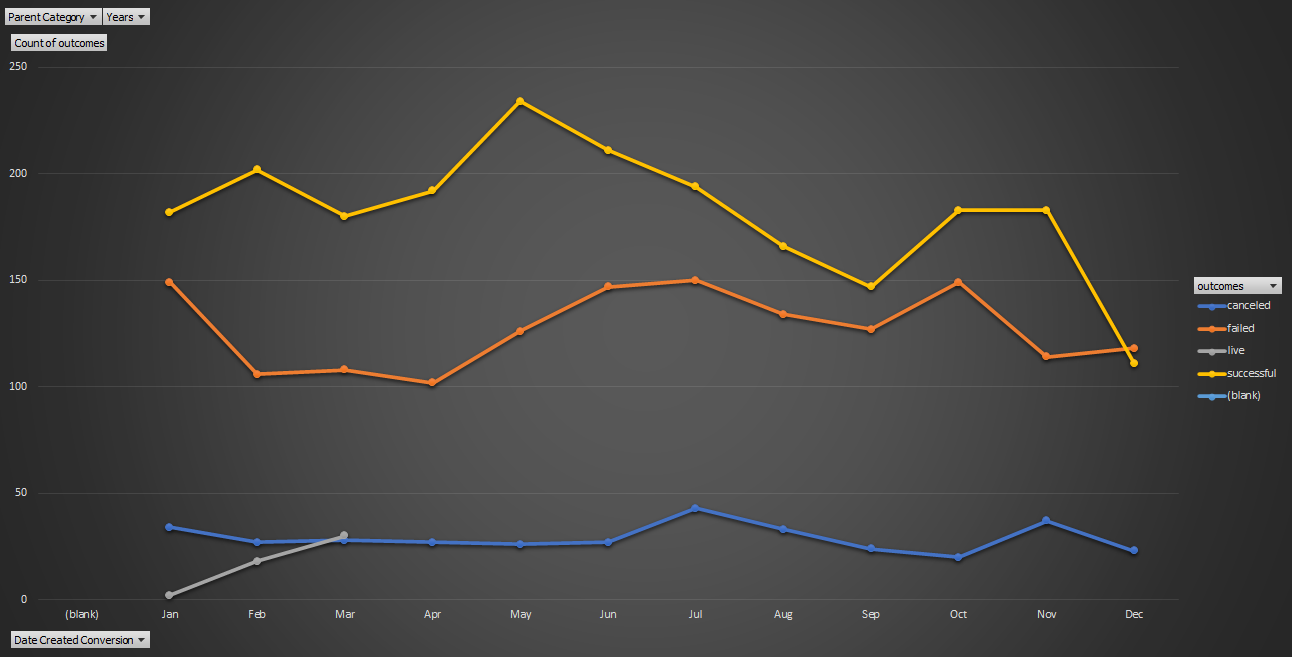 Parent Category Years
Count of outcomes
250
200
150
100
50
0
(blank) Jan Feb Mar Apr May Jun Jul Aug Sep Oct Nov Dec
outcomes
canceled
failed
live
successful
(blank)
Date Created Conversion